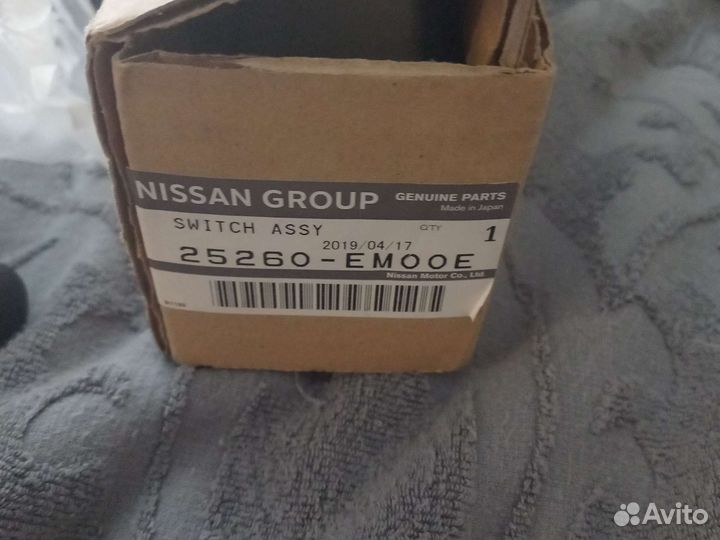 NISSAN GROUP GENUINE PARTS
Made in Japan
SWITCH ASSY QTY 1
2019/04/17
25260-EM00E
Nissan Motor Co., Ltd.
Avito